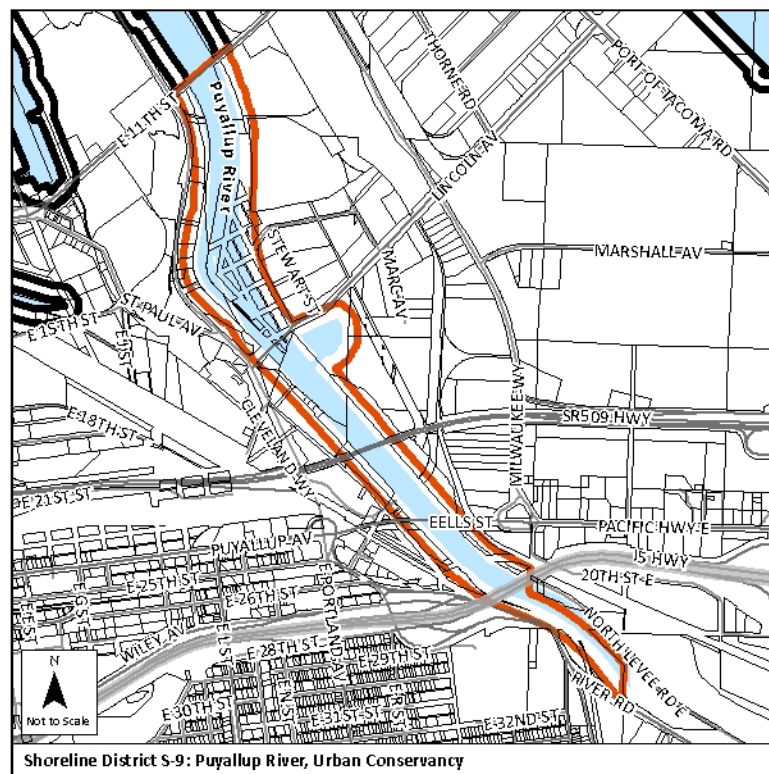 THORNE RD
PORT OF TACOMA RD
E 11TH ST
Puyallup River
LINCOLN AV
STEWART ST
MARC AV
MARSHALL AV
ST PAUL AV
E 15TH ST
E J ST
CLEVELAND WY
MILWAUKEE WY
E 18TH ST
SR509 HWY
E 21ST ST
EELLS ST
PACIFIC HWY E
PUYALLUP AV
I5 HWY
20TH ST E
E 25TH ST
E 26TH ST
E G ST
E F ST
E PORTLAND AV
WILEY AV
E L ST
E 28TH ST
E 29TH ST
NORTH LEVEE RD E
RIVER RD
E 30TH ST
E 31ST ST
E R ST
E 32ND ST
N
Not to Scale
Shoreline District S-9: Puyallup River, Urban Conservancy